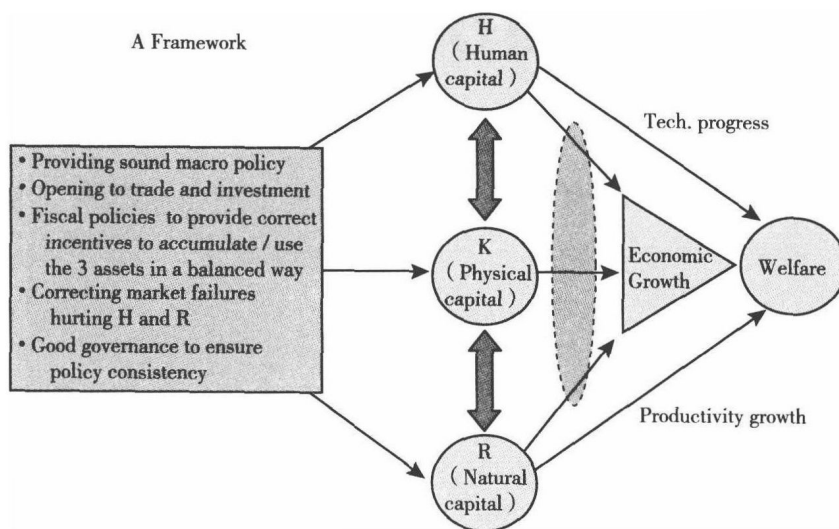 A Framework
H
( Human
capital )
Tech. progress
• Providing sound macro policy
• Opening to trade and investment
• Fiscal policies to provide correct
incentives to accumulate / use
the 3 assets in a balanced way
• Correcting market failures
hurting H and R
• Good governance to ensure
policy consistency
K
( Physical
capital )
Economic
Growth
Welfare
Productivity growth
R
( Natural
capital )